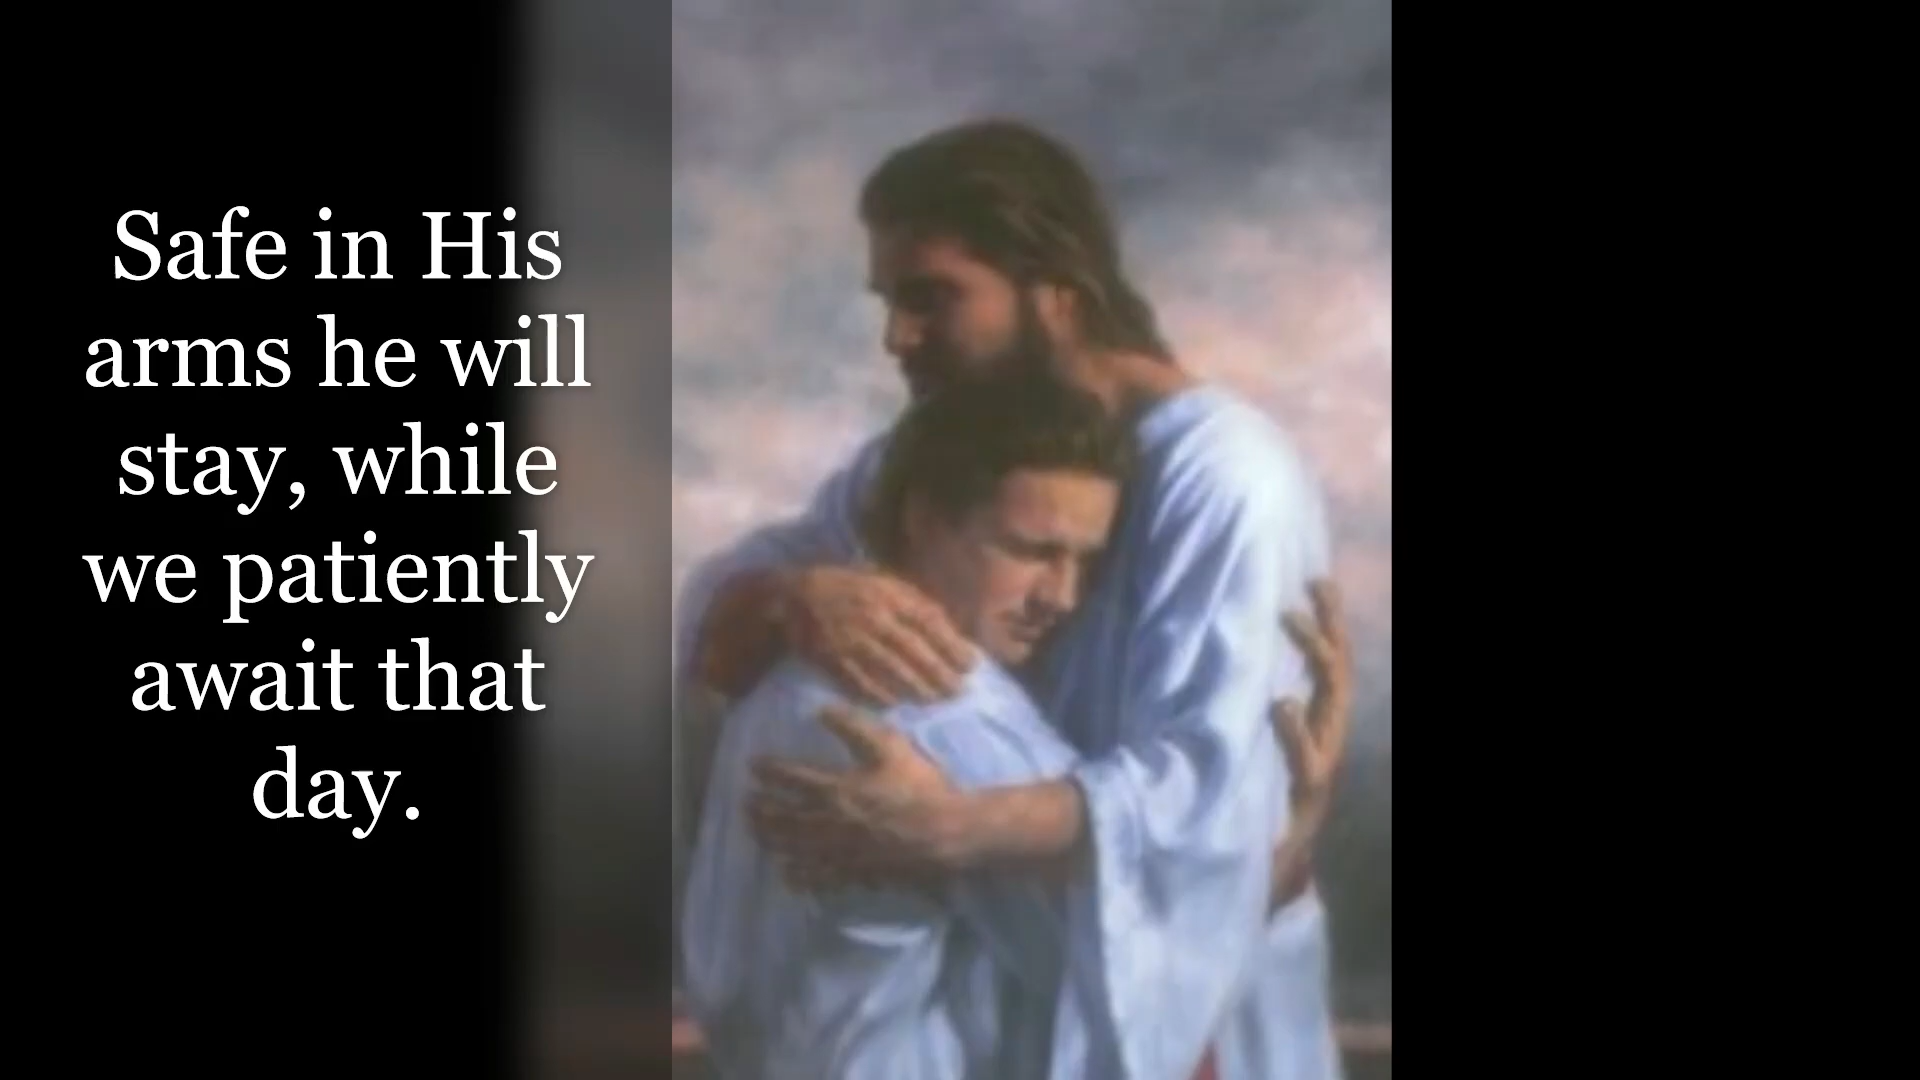 Safe in His
arms he will
stay, while
we patiently
await that
day.